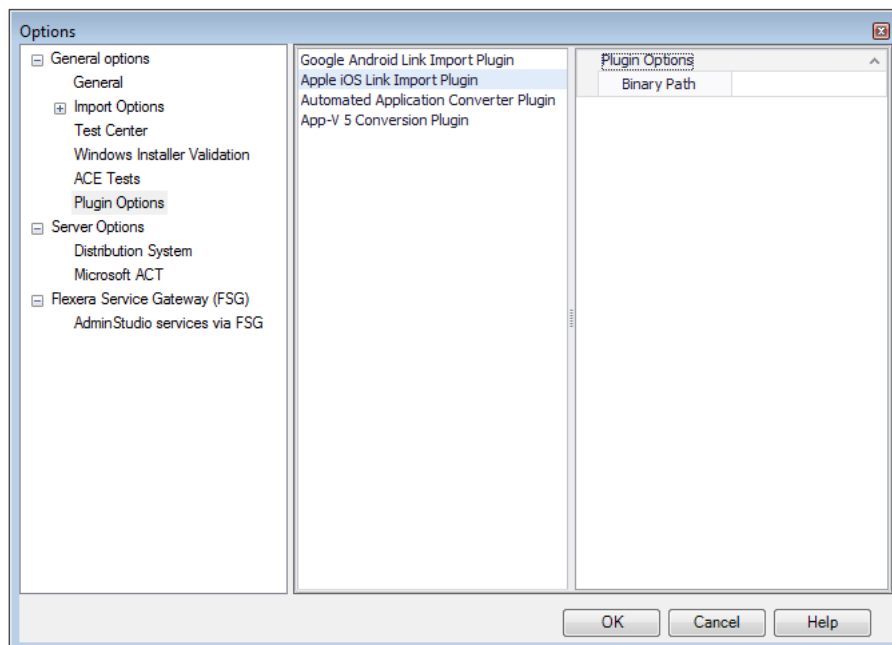 Options
General options
General
Import Options
Test Center
Windows Installer Validation
ACE Tests
Plugin Options
Server Options
Distribution System
Microsoft ACT
Flexera Service Gateway (FSG)
AdminStudio services via FSG
Google Android Link Import Plugin
Apple iOS Link Import Plugin
Automated Application Converter Plugin
App-V 5 Conversion Plugin
Plugin Options
Binary Path
OK
Cancel
Help